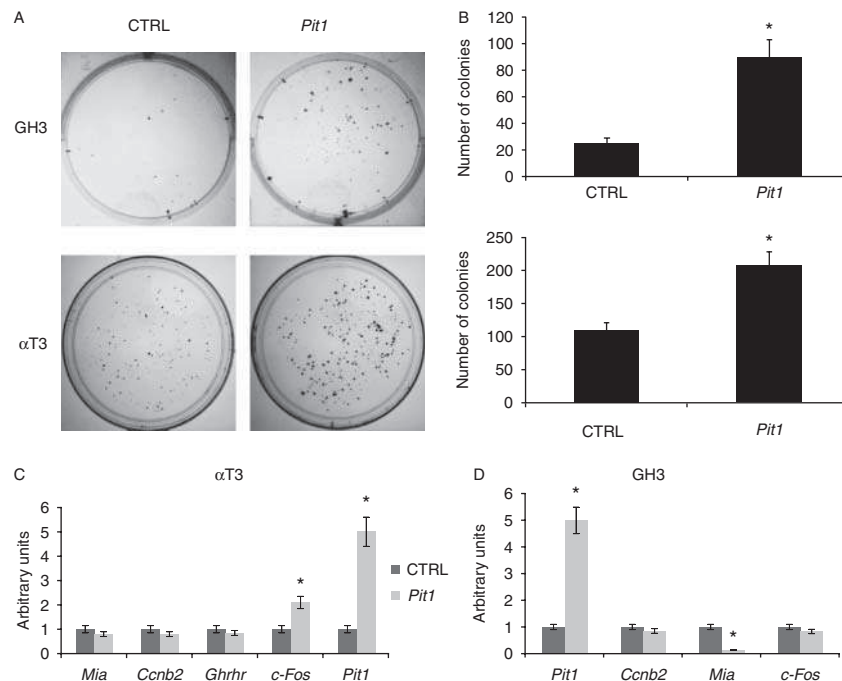 A
CTRL
Pit1
GH3
αT3
B
Number of colonies
120
100
80
60
40
20
0
*
CTRL
Pit1
Number of colonies
250
200
150
100
50
0
*
CTRL
Pit1
C
αT3
Arbitrary units
6
5
4
3
2
1
0
*
*
Mia
Ccnb2
Ghrhr
c-Fos
Pit1
CTRL
Pit1
D
GH3
Arbitrary units
6
5
4
3
2
1
0
*
*
Pit1
Ccnb2
Mia
c-Fos